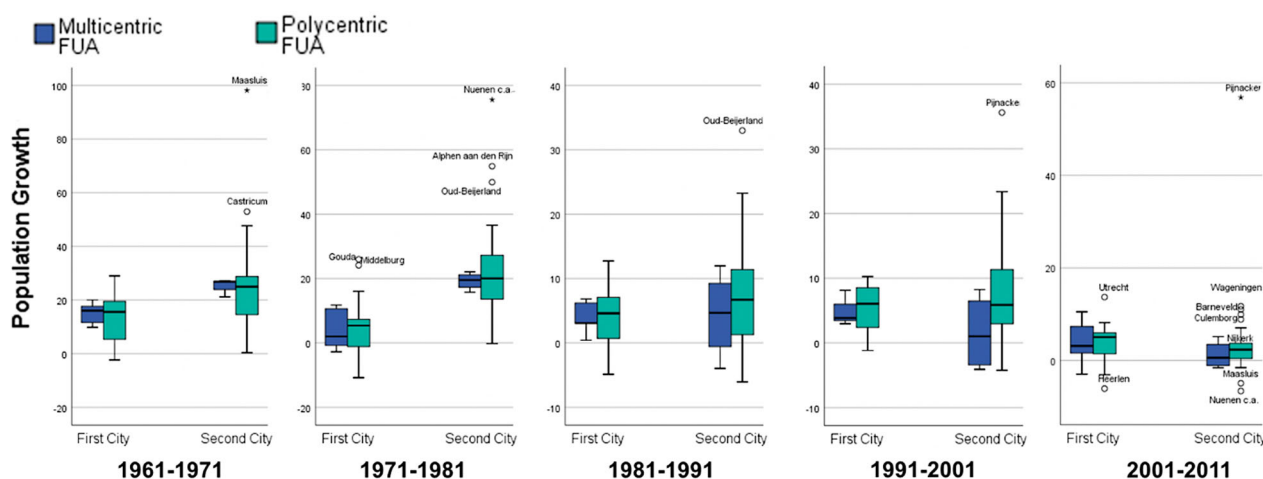 Multicentric
FUA
Polycentric
FUA
Population Growth
100
80
60
40
20
0
-20
Maasluis
Castricum
First City
Second City
1961-1971
80
60
40
20
0
-20
Nuenen c.a.
Alphen aan den Rijn
Oud-Beijerland
Gouda
Middelburg
First City
Second City
1971-1981
40
30
20
10
0
-10
Oud-Beijerland
First City
Second City
1981-1991
40
30
20
10
0
-10
Pijnacke
First City
Second City
1991-2001
60
40
20
0
Pijnacker
Utrecht
Wageningen
Barneveld
Culemborg
Nijkerk
Heerlen
Maasluis
Nuenen c.a.
First City
Second City
2001-2011